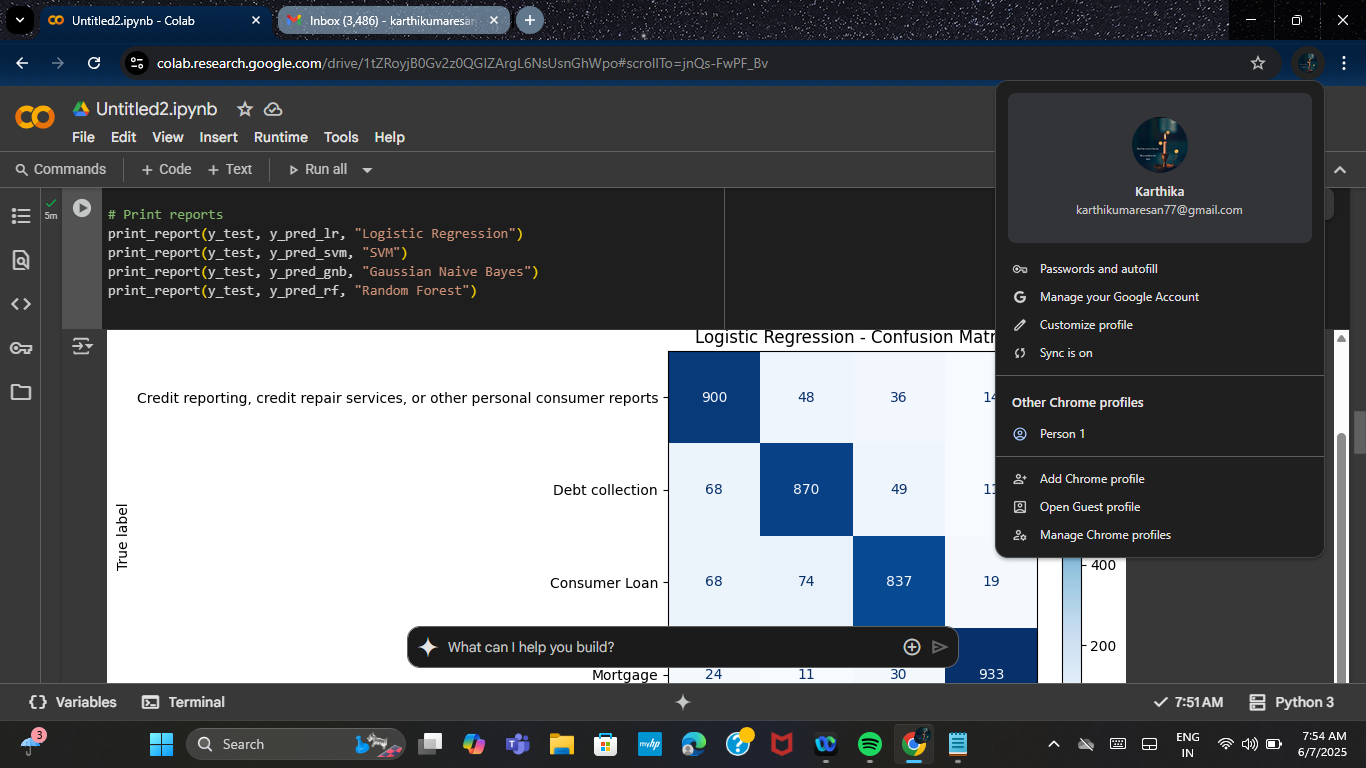 Untitled2.ipynb - Colab
Inbox (3,486) - karthikumaresan
colab.research.google.com/drive/1tZRoyjB0Gv2z0QGIZArgL6NsUsnGhWpo#scrollTo=jnQs-FwPF_Bv
Untitled2.ipynb
File Edit View Insert Runtime Tools Help
Commands + Code + Text Run all
5m
# Print reports
print_report(y_test, y_pred_lr, "Logistic Regression")
print_report(y_test, y_pred_svm, "SVM")
print_report(y_test, y_pred_gnb, "Gaussian Naive Bayes")
print_report(y_test, y_pred_rf, "Random Forest")
Logistic Regression - Confusion Matr
Credit reporting, credit repair services, or other personal consumer reports 900 48 36 14
Debt collection 68 870 49 11
Consumer Loan 68 74 837 19
Mortgage 24 11 30 933
True label
400
200
Karthika
karthikumaresan77@gmail.com
Passwords and autofill
Manage your Google Account
Customize profile
Sync is on
Other Chrome profiles
Person 1
Add Chrome profile
Open Guest profile
Manage Chrome profiles
What can I help you build?
Variables Terminal 7:51 AM Python 3
3
Search
myhp
ENG
IN
7:54 AM
6/7/2025